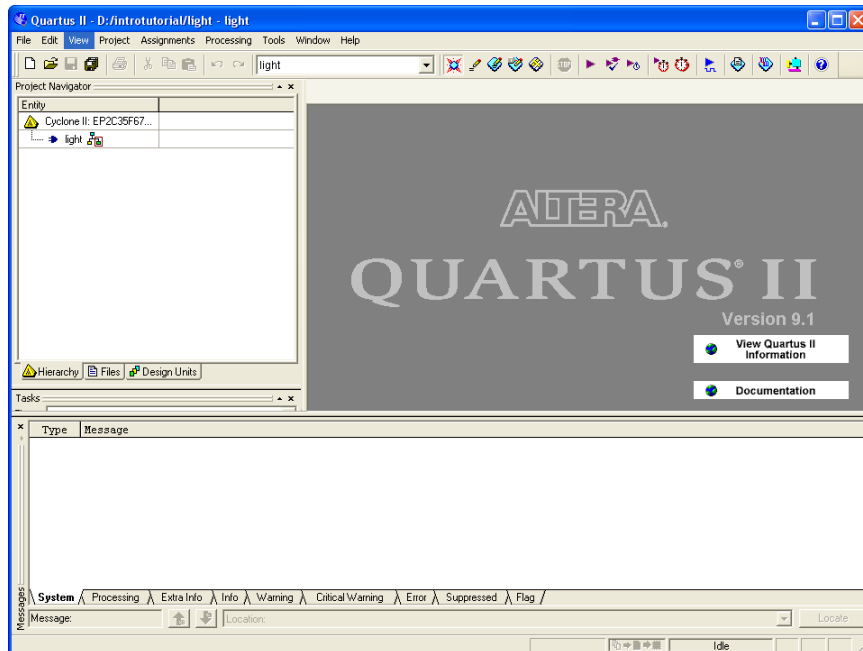 Quartus II - D:/introtutorial/light - light
File Edit View Project Assignments Processing Tools Window Help
light
Project Navigator
Entity
Cyclone II: EP2C35F67...
light
ALTERA
QUARTUS® II
Version 9.1
View Quartus II
Information
Documentation
Hierarchy Files Design Units
Tasks
Type Message
System Processing Extra Info Info Warning Critical Warning Error Suppressed Flag
Messages
Message: Location: Locate
Idle